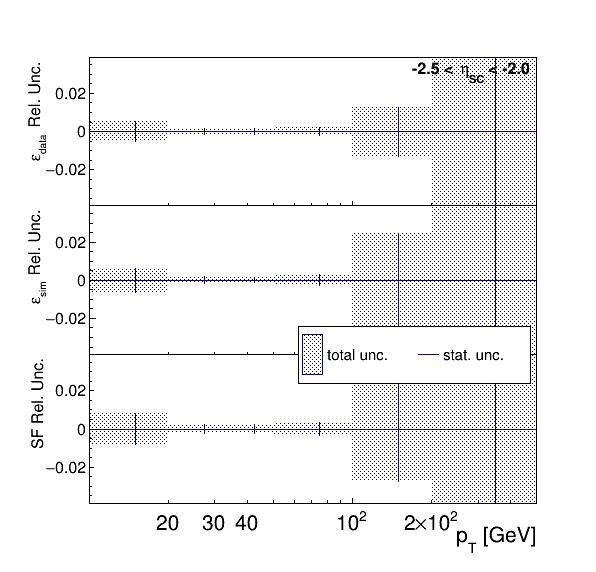 -2.5 < η_SC < -2.0
ε_data Rel. Unc.
0.02
0
−0.02
ε_sim Rel. Unc.
0.02
0
−0.02
total unc.
stat. unc.
SF Rel. Unc.
0.02
0
−0.02
20 30 40 10² 2×10²
p_T [GeV]